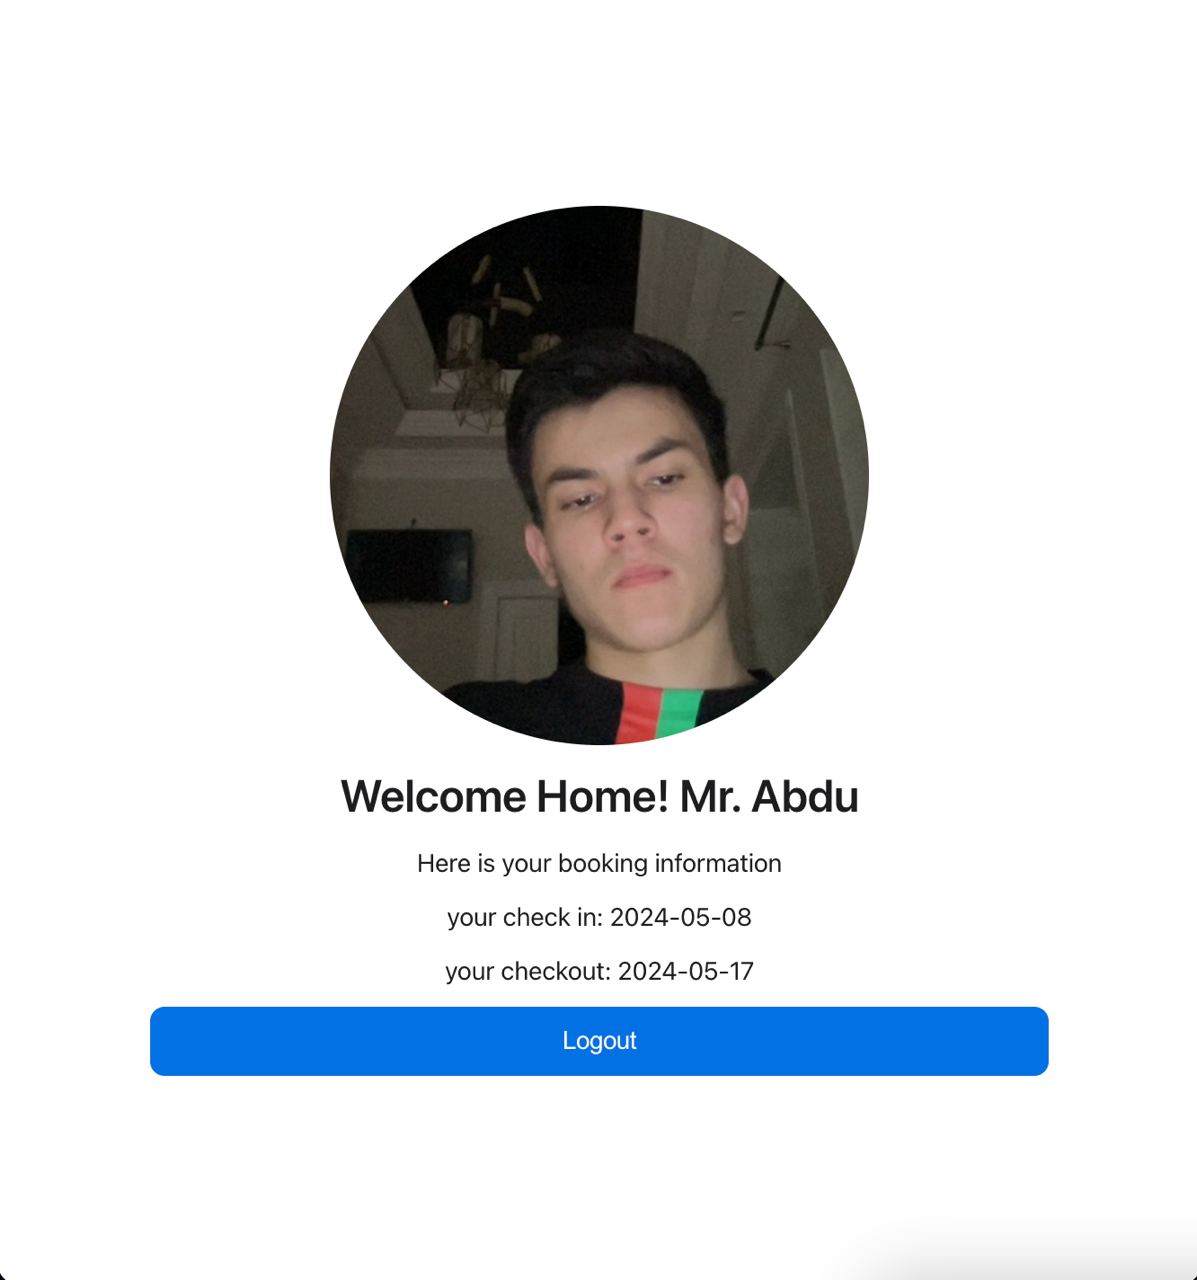 Welcome Home! Mr. Abdu
Here is your booking information
your check in: 2024-05-08
your checkout: 2024-05-17
Logout